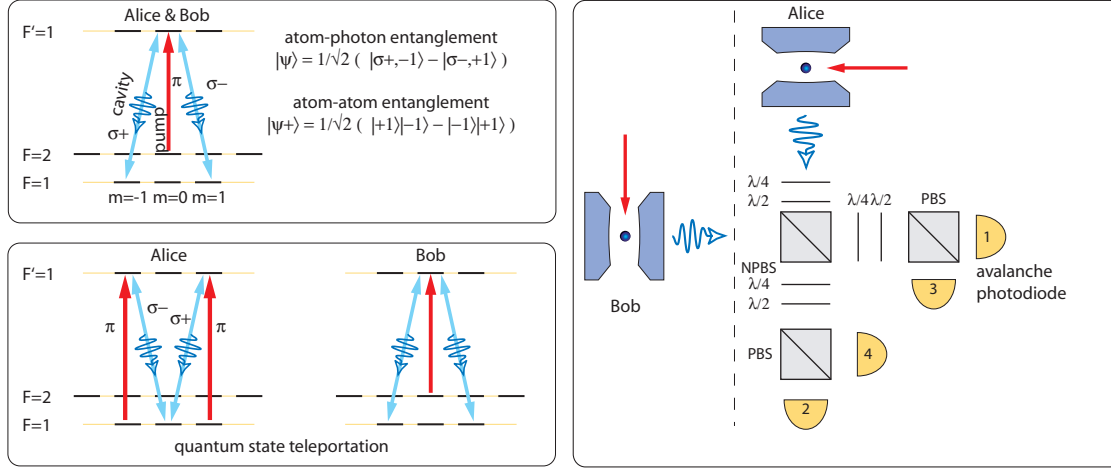 Alice & Bob
F'=1
atom-photon entanglement
|ψ⟩ = 1/√2 ( |σ+,-1⟩ – |σ-,+1⟩ )
cavity
π
σ−
atom-atom entanglement
|ψ+⟩ = 1/√2 ( |+1⟩|-1⟩ – |-1⟩|+1⟩ )
σ+
pump
F=2
F=1
m=-1 m=0 m=1
Alice
Bob
F'=1
σ−
σ+
π
π
F=2
F=1
quantum state teleportation
Alice
Bob
λ/4
λ/2
λ/4 λ/2
PBS
1
NPBS
avalanche
photodiode
3
λ/4
λ/2
PBS
4
2